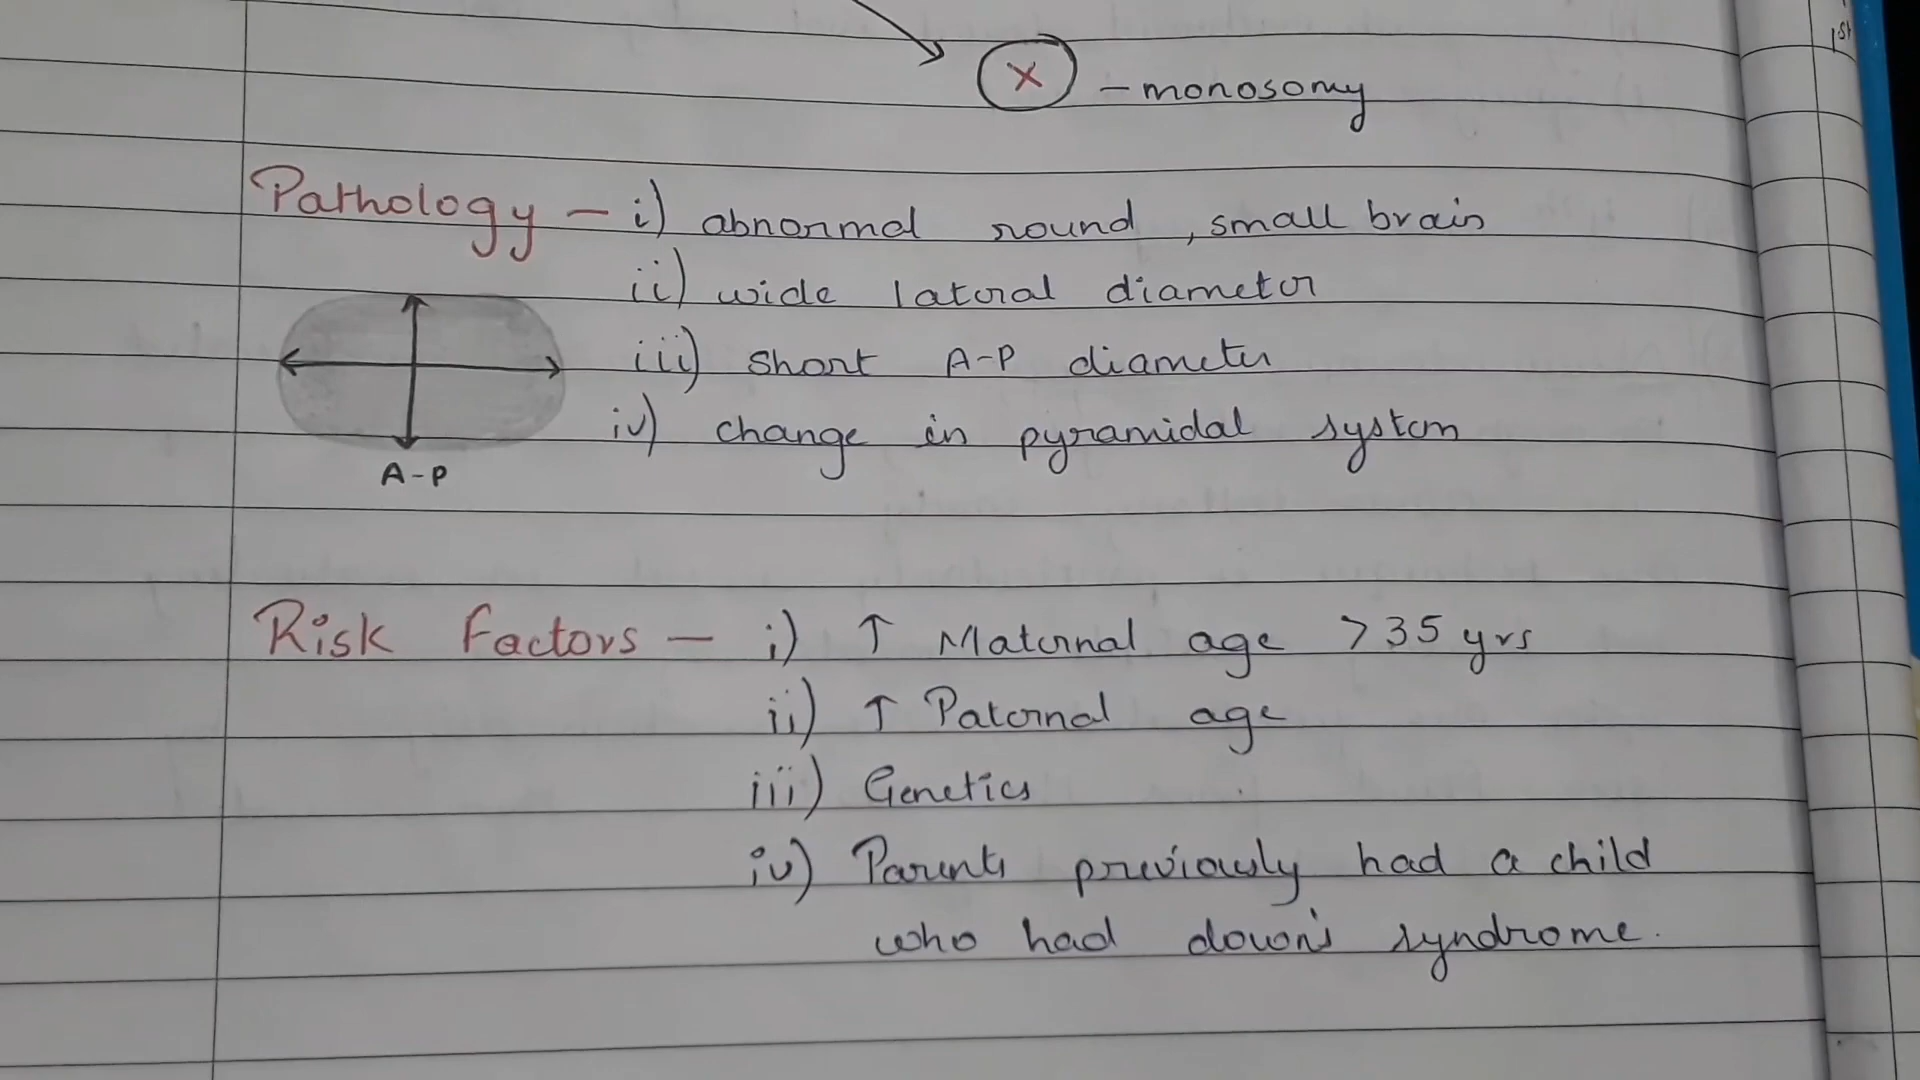 1st
X - monosomy
Pathology - i) abnormal round, small brain
ii) wide lateral diameter
iii) short A-P diameter
iv) change in pyramidal system
A-P
Risk Factors - i) ↑ Maternal age >35 yrs
ii) ↑ Paternal age
iii) Genetics
iv) Parents previously had a child
who had down's syndrome.